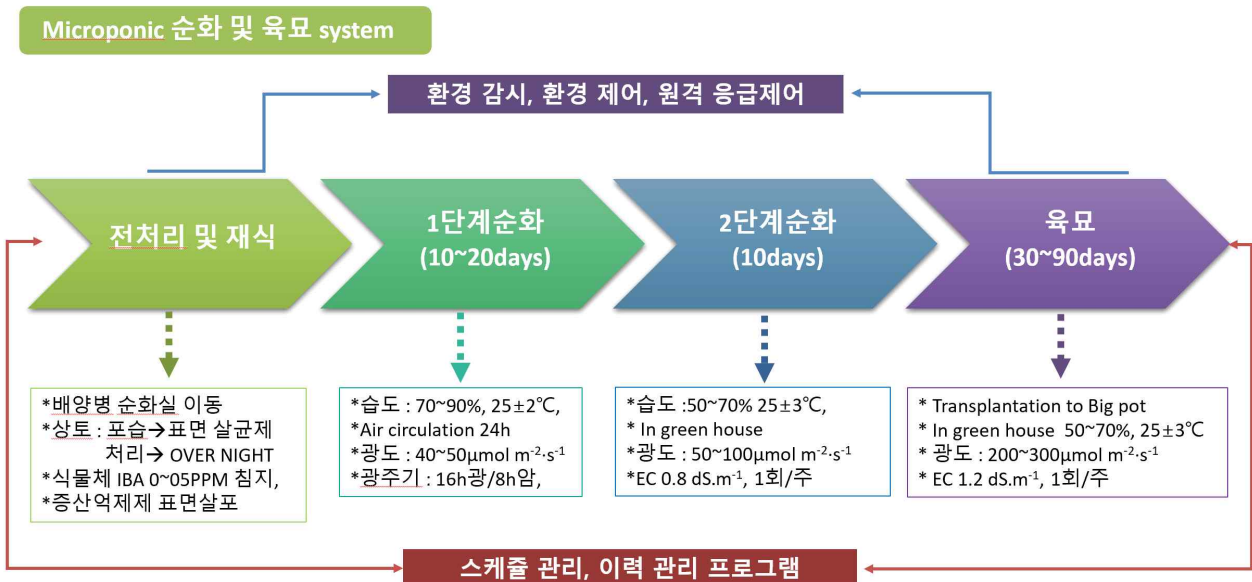 Microponic 순화 및 육묘 system
환경 감시, 환경 제어, 원격 응급제어
전처리 및 재식
1단계순화
(10~20days)
2단계순화
(10days)
육묘
(30~90days)
*배양병 순화실 이동
*상토 : 포습→표면 살균제
처리→ OVER NIGHT
*식물체 IBA 0~05PPM 침지,
*증산억제제 표면살포
*습도 : 70~90%, 25±2℃,
*Air circulation 24h
*광도 : 40~50μmol m⁻²·s⁻¹
*광주기 : 16h광/8h암,
*습도 :50~70% 25±3℃,
* In green house
*광도 : 50~100μmol m⁻²·s⁻¹
*EC 0.8 dS.m⁻¹, 1회/주
* Transplantation to Big pot
* In green house 50~70%, 25±3℃
* 광도 : 200~300μmol m⁻²·s⁻¹
* EC 1.2 dS.m⁻¹, 1회/주
스케쥴 관리, 이력 관리 프로그램